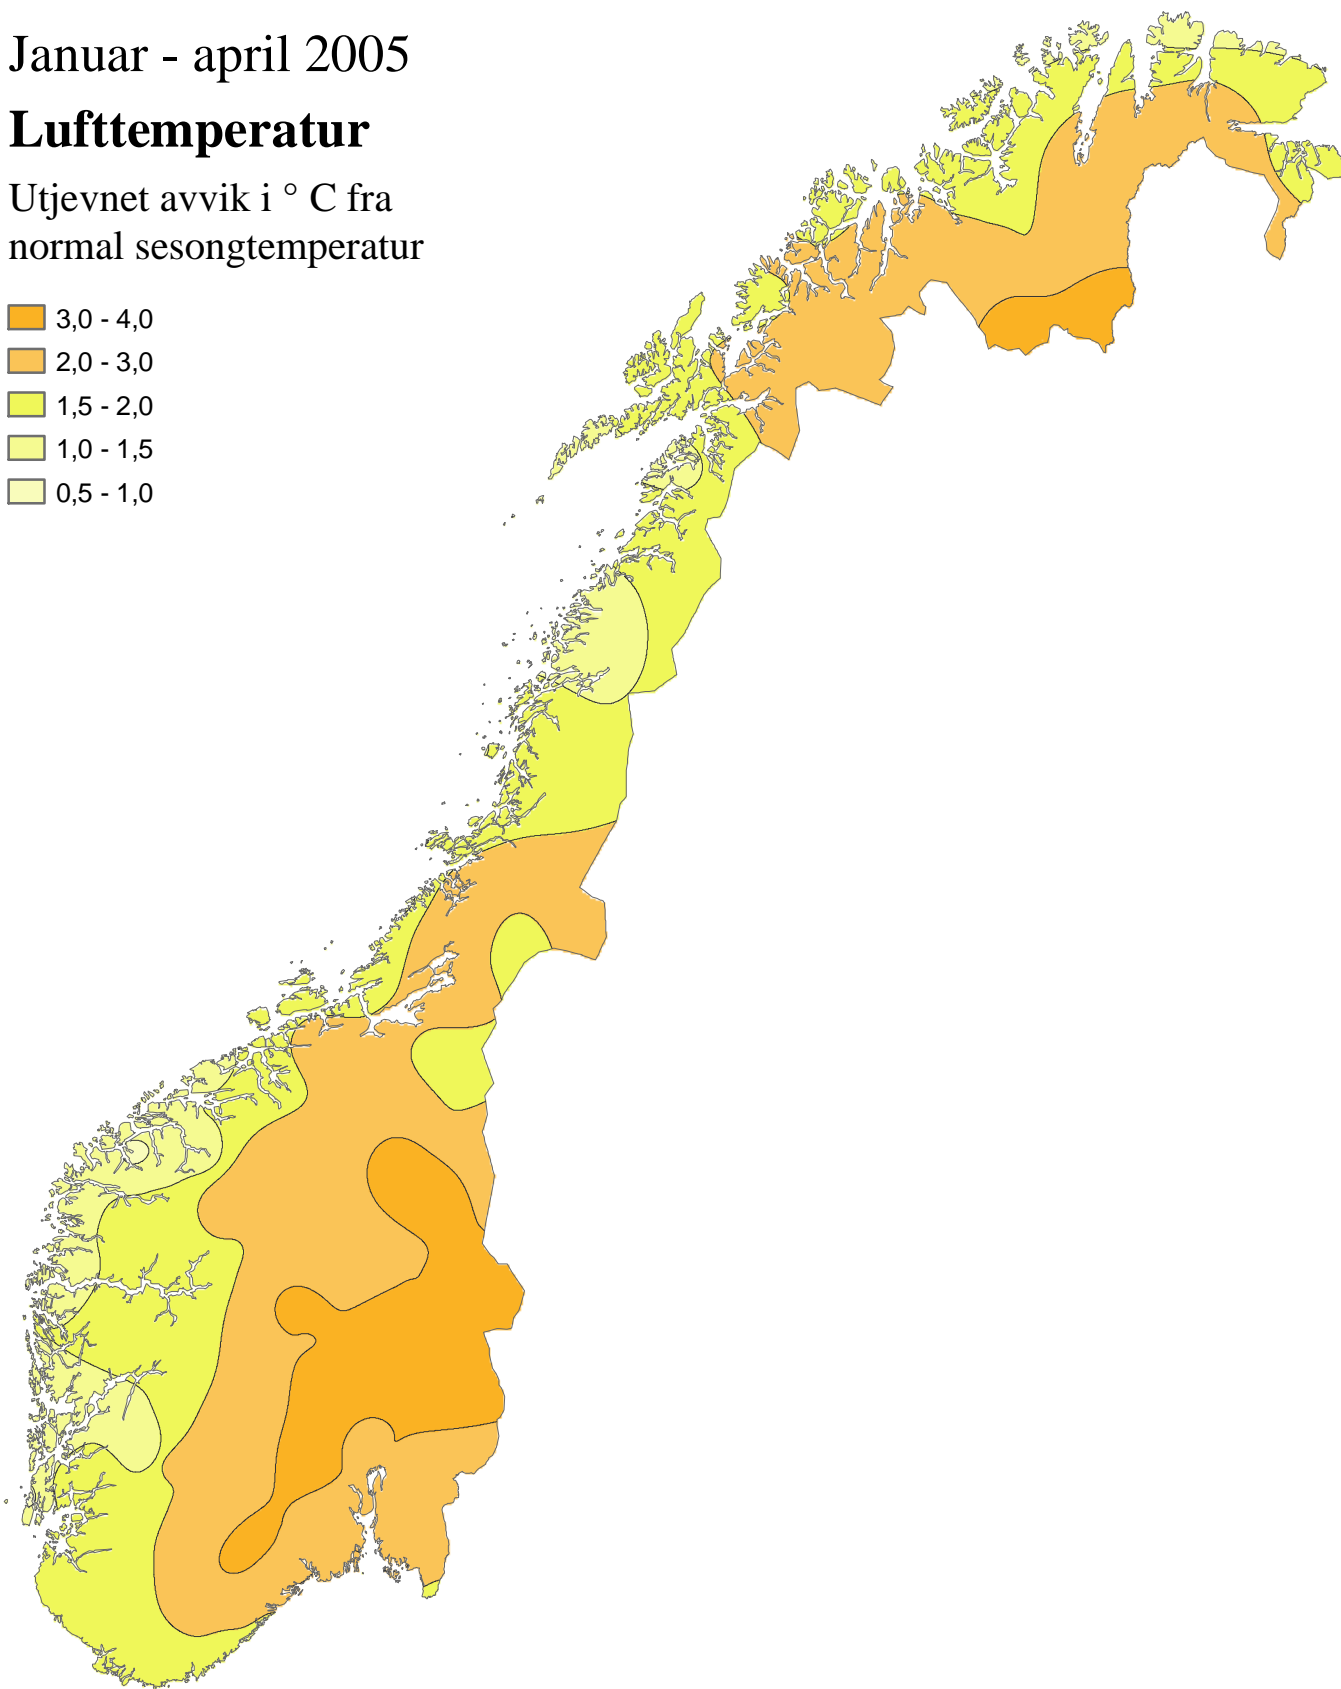 Januar - april 2005
Lufttemperatur
Utjevnet avvik i ° C fra
normal sesongtemperatur
3,0 - 4,0
2,0 - 3,0
1,5 - 2,0
1,0 - 1,5
0,5 - 1,0